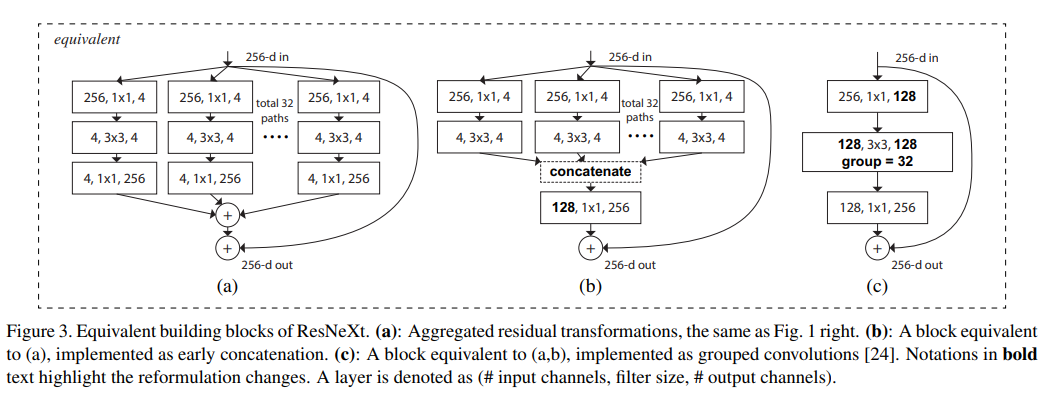 equivalent
256-d in
256, 1x1, 4
256, 1x1, 4
total 32
paths
256, 1x1, 4
4, 3x3, 4
4, 3x3, 4
....
4, 3x3, 4
4, 1x1, 256
4, 1x1, 256
4, 1x1, 256
+
+
256-d out
(a)
256-d in
256, 1x1, 4
256, 1x1, 4
total 32
paths
256, 1x1, 4
4, 3x3, 4
4, 3x3, 4
....
4, 3x3, 4
concatenate
128, 1x1, 256
+
256-d out
(b)
256-d in
256, 1x1, 128
128, 3x3, 128
group = 32
128, 1x1, 256
+
256-d out
(c)
Figure 3. Equivalent building blocks of ResNeXt. (a): Aggregated residual transformations, the same as Fig. 1 right. (b): A block equivalent
to (a), implemented as early concatenation. (c): A block equivalent to (a,b), implemented as grouped convolutions [24]. Notations in bold
text highlight the reformulation changes. A layer is denoted as (# input channels, filter size, # output channels).